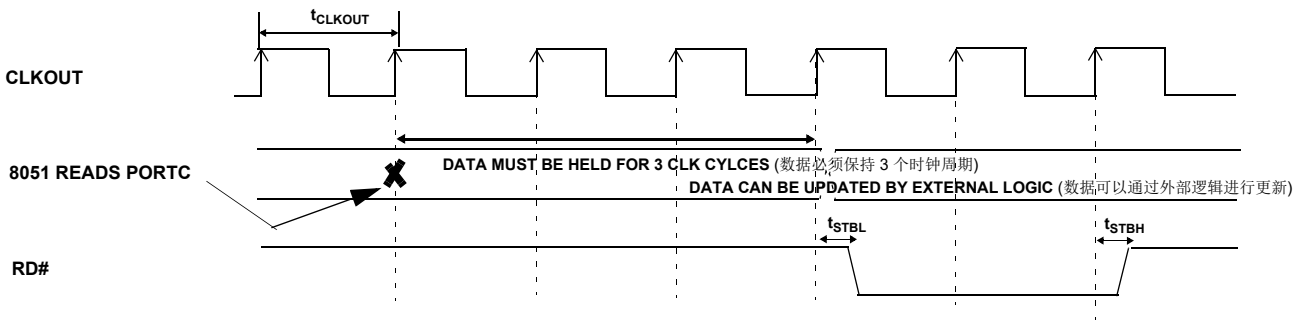 tCLKOUT
CLKOUT
8051 READS PORTC
DATA MUST BE HELD FOR 3 CLK CYLCES (数据必须保持 3 个时钟周期)
DATA CAN BE UPDATED BY EXTERNAL LOGIC (数据可以通过外部逻辑进行更新)
tSTBL
tSTBH
RD#